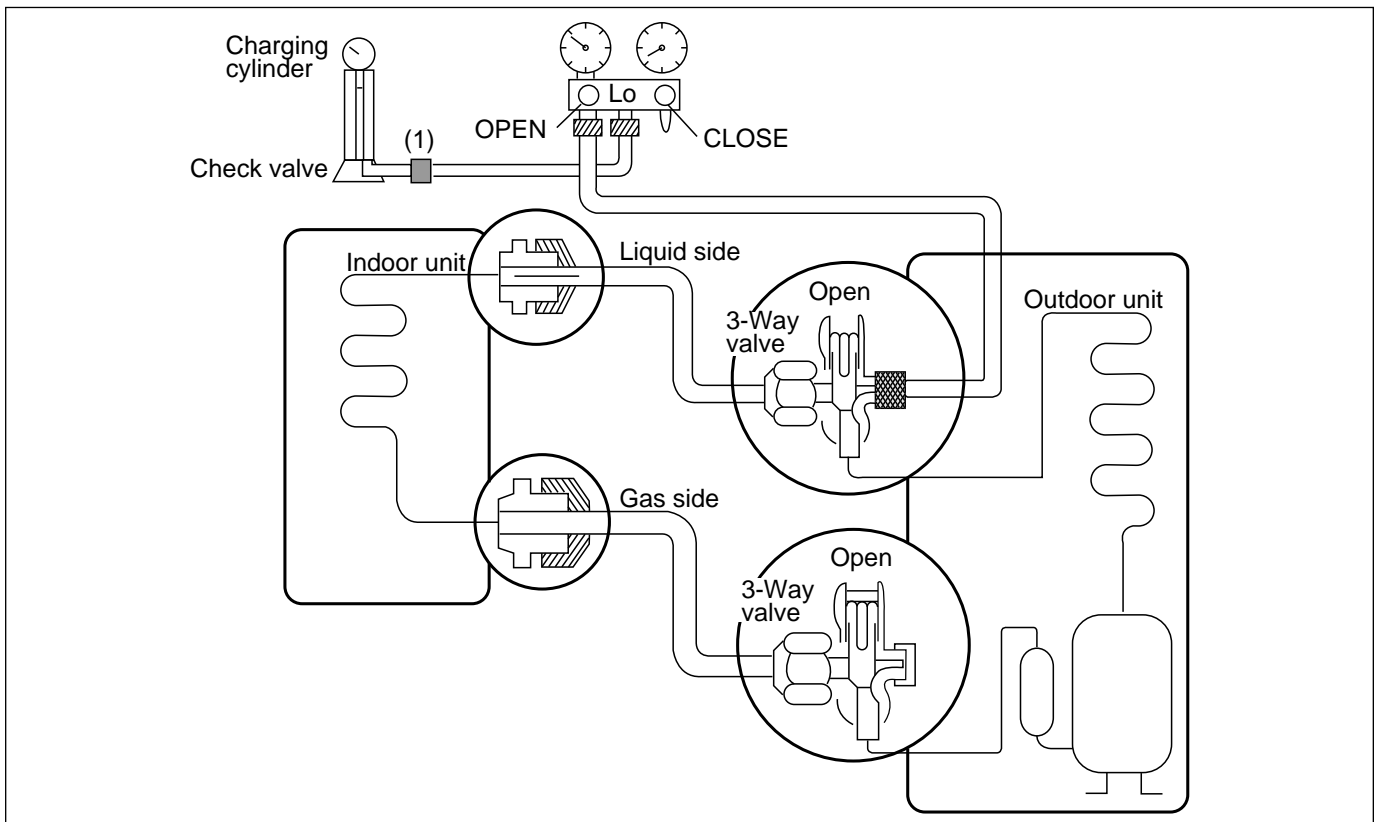 Charging
cylinder
Lo
OPEN
CLOSE
(1)
Check valve
Indoor unit
Liquid side
Open
3-Way
valve
Outdoor unit
Gas side
Open
3-Way
valve